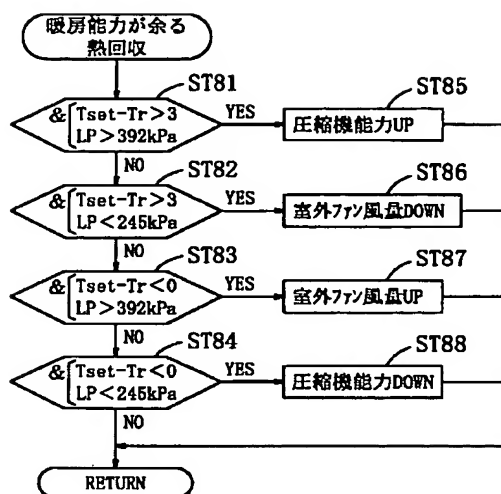 暖房能力が余る
熱回収
ST81
& Tset-Tr>3
LP>392kPa
YES
ST85
圧縮機能力UP
NO
ST82
& Tset-Tr>3
LP<245kPa
YES
ST86
室外ファン風量DOWN
NO
ST83
& Tset-Tr<0
LP>392kPa
YES
ST87
室外ファン風量UP
NO
ST84
& Tset-Tr<0
LP<245kPa
YES
ST88
圧縮機能力DOWN
NO
RETURN